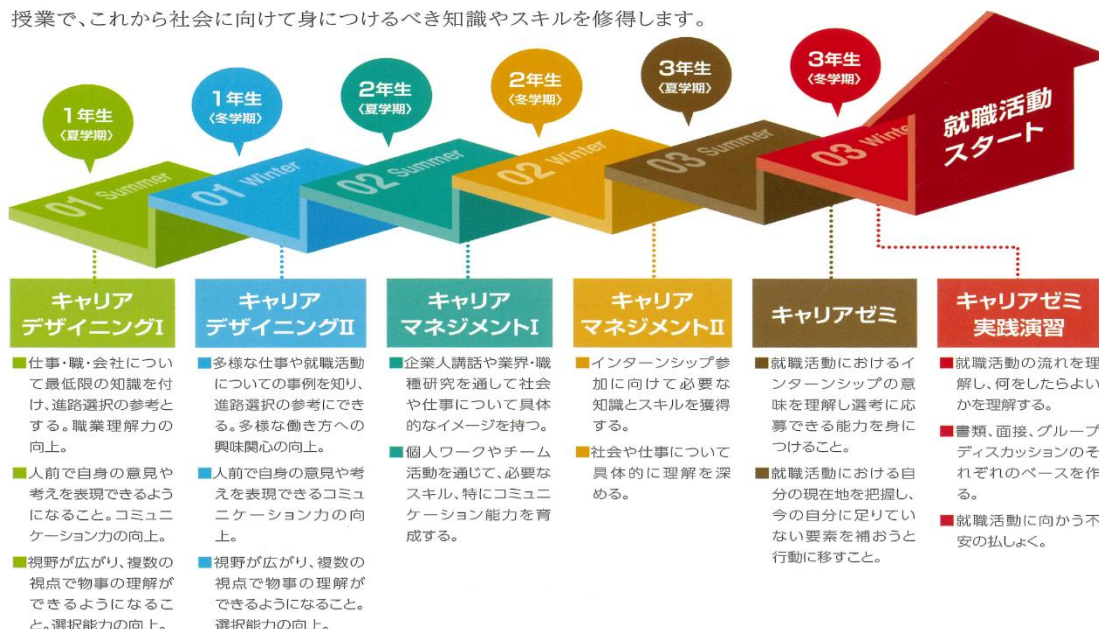 授業で、これから社会に向けて身につけるべき知識やスキルを修得します。
1年生
〈夏学期〉
1年生
〈冬学期〉
2年生
〈夏学期〉
2年生
〈冬学期〉
3年生
〈夏学期〉
3年生
〈冬学期〉
01 Summer
01 Winter
02 Summer
02 Winter
03 Summer
03 Winter
就職活動
スタート
キャリア
デザイニングI
■仕事・職・会社につい
て最低限の知識を付
け、進路選択の参考と
する。職業理解力の
向上。
■人前で自身の意見や
考えを表現できるよう
になること。コミュニ
ケーション力の向上。
■視野が広がり、複数の
視点で物事の理解が
できるようになるこ
と。選択能力の向上。
キャリア
デザイニングII
■多様な仕事や就職活動
についての事例を知り、
進路選択の参考にでき
る。多様な働き方への
興味関心の向上。
■人前で自身の意見や考
えを表現できるコミュ
ニケーション力の向
上。
■視野が広がり、複数の
視点で物事の理解が
できるようになること。
選択能力の向上。
キャリア
マネジメントI
■企業人講話や業界・職
種研究を通して社会
や仕事について具体
的なイメージを持つ。
■個人ワークやチーム
活動を通じて、必要な
スキル、特にコミュニ
ケーション能力を育
成する。
キャリア
マネジメントII
■インターンシップ参
加に向けて必要な
知識とスキルを獲得
する。
■社会や仕事について
具体的に理解を深
める。
キャリアゼミ
■就職活動におけるイ
ンターンシップの意
味を理解し選考に応
募できる能力を身に
つけること。
■就職活動における自
分の現在地を把握し、
今の自分に足りてい
ない要素を補おうと
行動に移すこと。
キャリアゼミ
実践演習
■就職活動の流れを理
解し、何をしたらよい
かを理解する。
■書類、面接、グループ
ディスカッションのそ
れぞれのベースを作
る。
■就職活動に向かう不
安の払しょく。